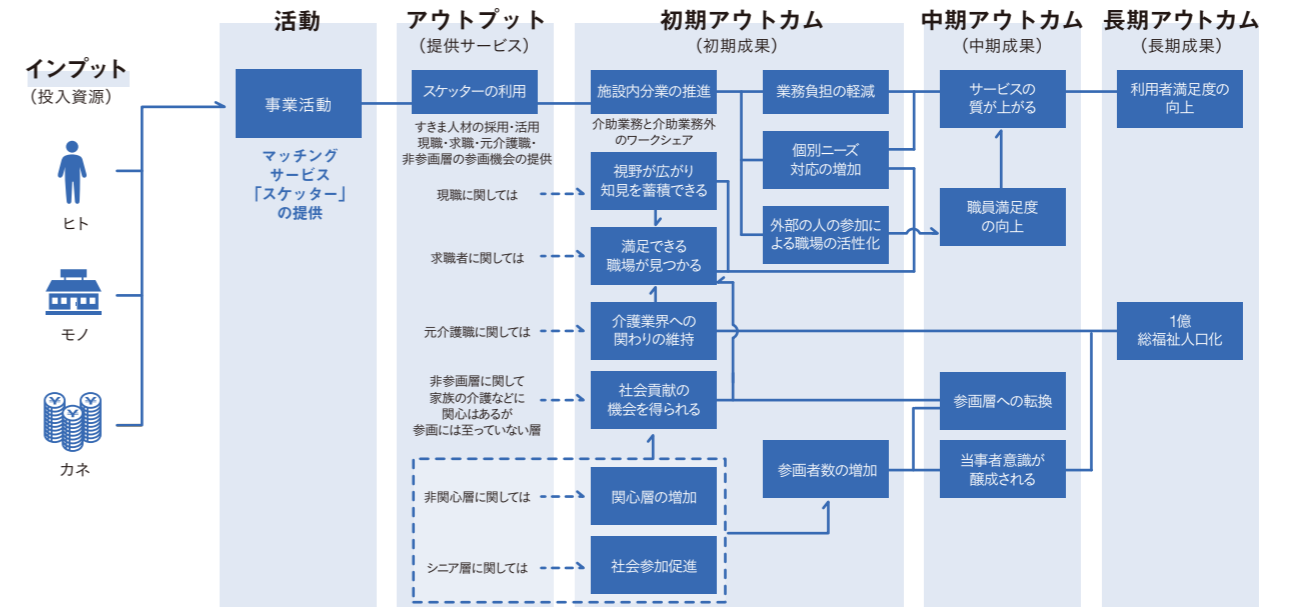 インプット
（投入資源）
ヒト
モノ
カネ
活動
事業活動
マッチング
サービス
「スケッター」
の提供
アウトプット
（提供サービス）
スケッターの利用
すきま人材の採用・活用
現職・求職・元介護職・
非参画層の参画機会の提供
現職に関しては
求職者に関しては
元介護職に関しては
非参画層に関して
家族の介護などに
関心はあるが
参画には至っていない層
非関心層に関しては
シニア層に関しては
初期アウトカム
（初期成果）
施設内分業の推進
介助業務と介助業務外
のワークシェア
視野が広がり
知見を蓄積できる
満足できる
職場が見つかる
介護業界への
関わりの維持
社会貢献の
機会を得られる
関心層の増加
社会参加促進
業務負担の軽減
個別ニーズ
対応の増加
外部の人の参加に
よる職場の活性化
参画者数の増加
中期アウトカム
（中期成果）
サービスの
質が上がる
職員満足度
の向上
参画層への転換
当事者意識が
醸成される
長期アウトカム
（長期成果）
利用者満足度の
向上
1億
総福祉人口化